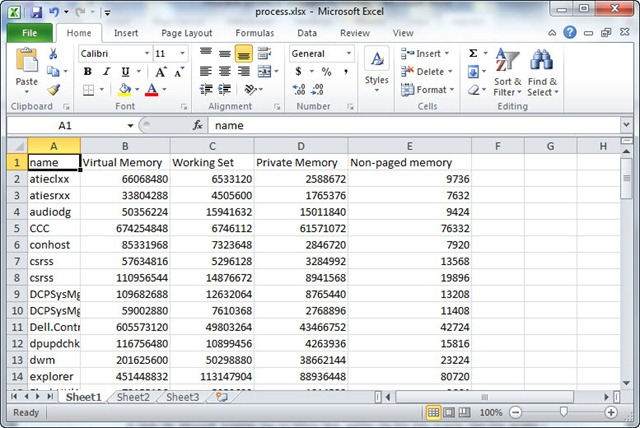 process.xlsx - Microsoft Excel
File Home Insert Page Layout Formulas Data Review View
Paste
Clipboard
Calibri 11
B I U
A A
Font
Alignment
General
$ % ,
Number
Styles
Insert
Delete
Format
Cells
Σ
Sort & Filter
Find & Select
Editing
A1 fx name
A B C D E F G H
1 name Virtual Memory Working Set Private Memory Non-paged memory
2 atieclxx 66068480 6533120 2588672 9736
3 atiesrxx 33804288 4505600 1765376 7632
4 audiodg 50356224 15941632 15011840 9424
5 CCC 674254848 6746112 61571072 76332
6 conhost 85331968 7323648 2846720 7920
7 csrss 57634816 5296128 3284992 13568
8 csrss 110956544 14876672 8941568 19896
9 DCPSysMg 109682688 12632064 8765440 13208
10 DCPSysMg 59002880 7610368 2768896 11408
11 Dell.Contr 605573120 49803264 43466752 42724
12 dpupdchk 116756480 10899456 4263936 15816
13 dwm 201625600 50298880 38662144 23224
14 explorer 451448832 113147904 88936448 80720
Sheet1 Sheet2 Sheet3
Ready 100%